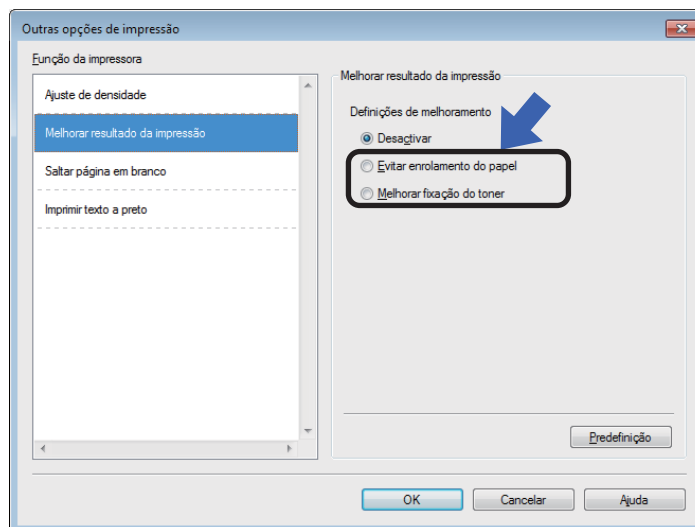 Outras opções de impressão
Função da impressora
Ajuste de densidade
Melhorar resultado da impressão
Saltar página em branco
Imprimir texto a preto
Melhorar resultado da impressão
Definições de melhoramento
Desactivar
Evitar enrolamento do papel
Melhorar fixação do toner
Predefinição
OK
Cancelar
Ajuda